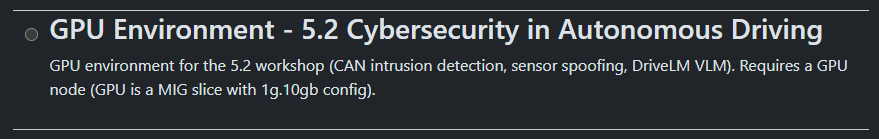 GPU Environment - 5.2 Cybersecurity in Autonomous Driving
GPU environment for the 5.2 workshop (CAN intrusion detection, sensor spoofing, DriveLM VLM). Requires a GPU
node (GPU is a MIG slice with 1g.10gb config).